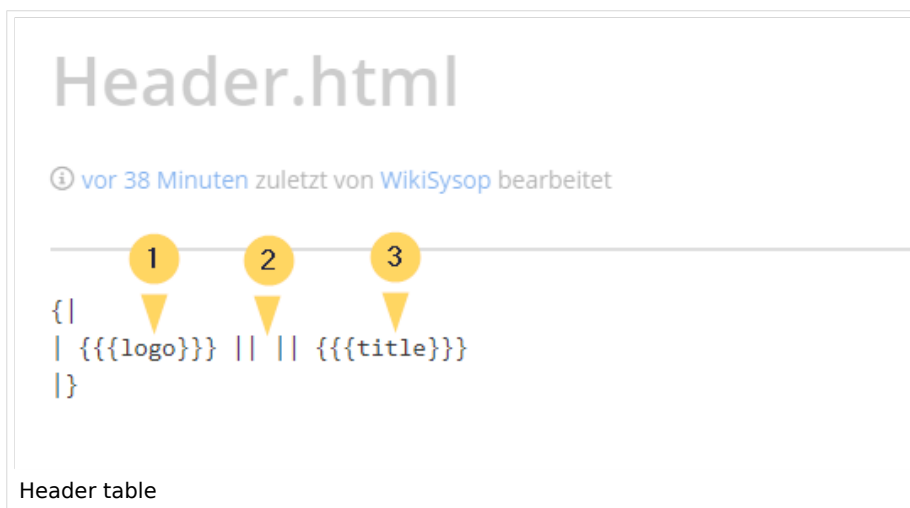 Header.html
vor 38 Minuten zuletzt von WikiSysop bearbeitet
1 2 3
{|
| {{{logo}}} || || {{{title}}}
|}
Header table